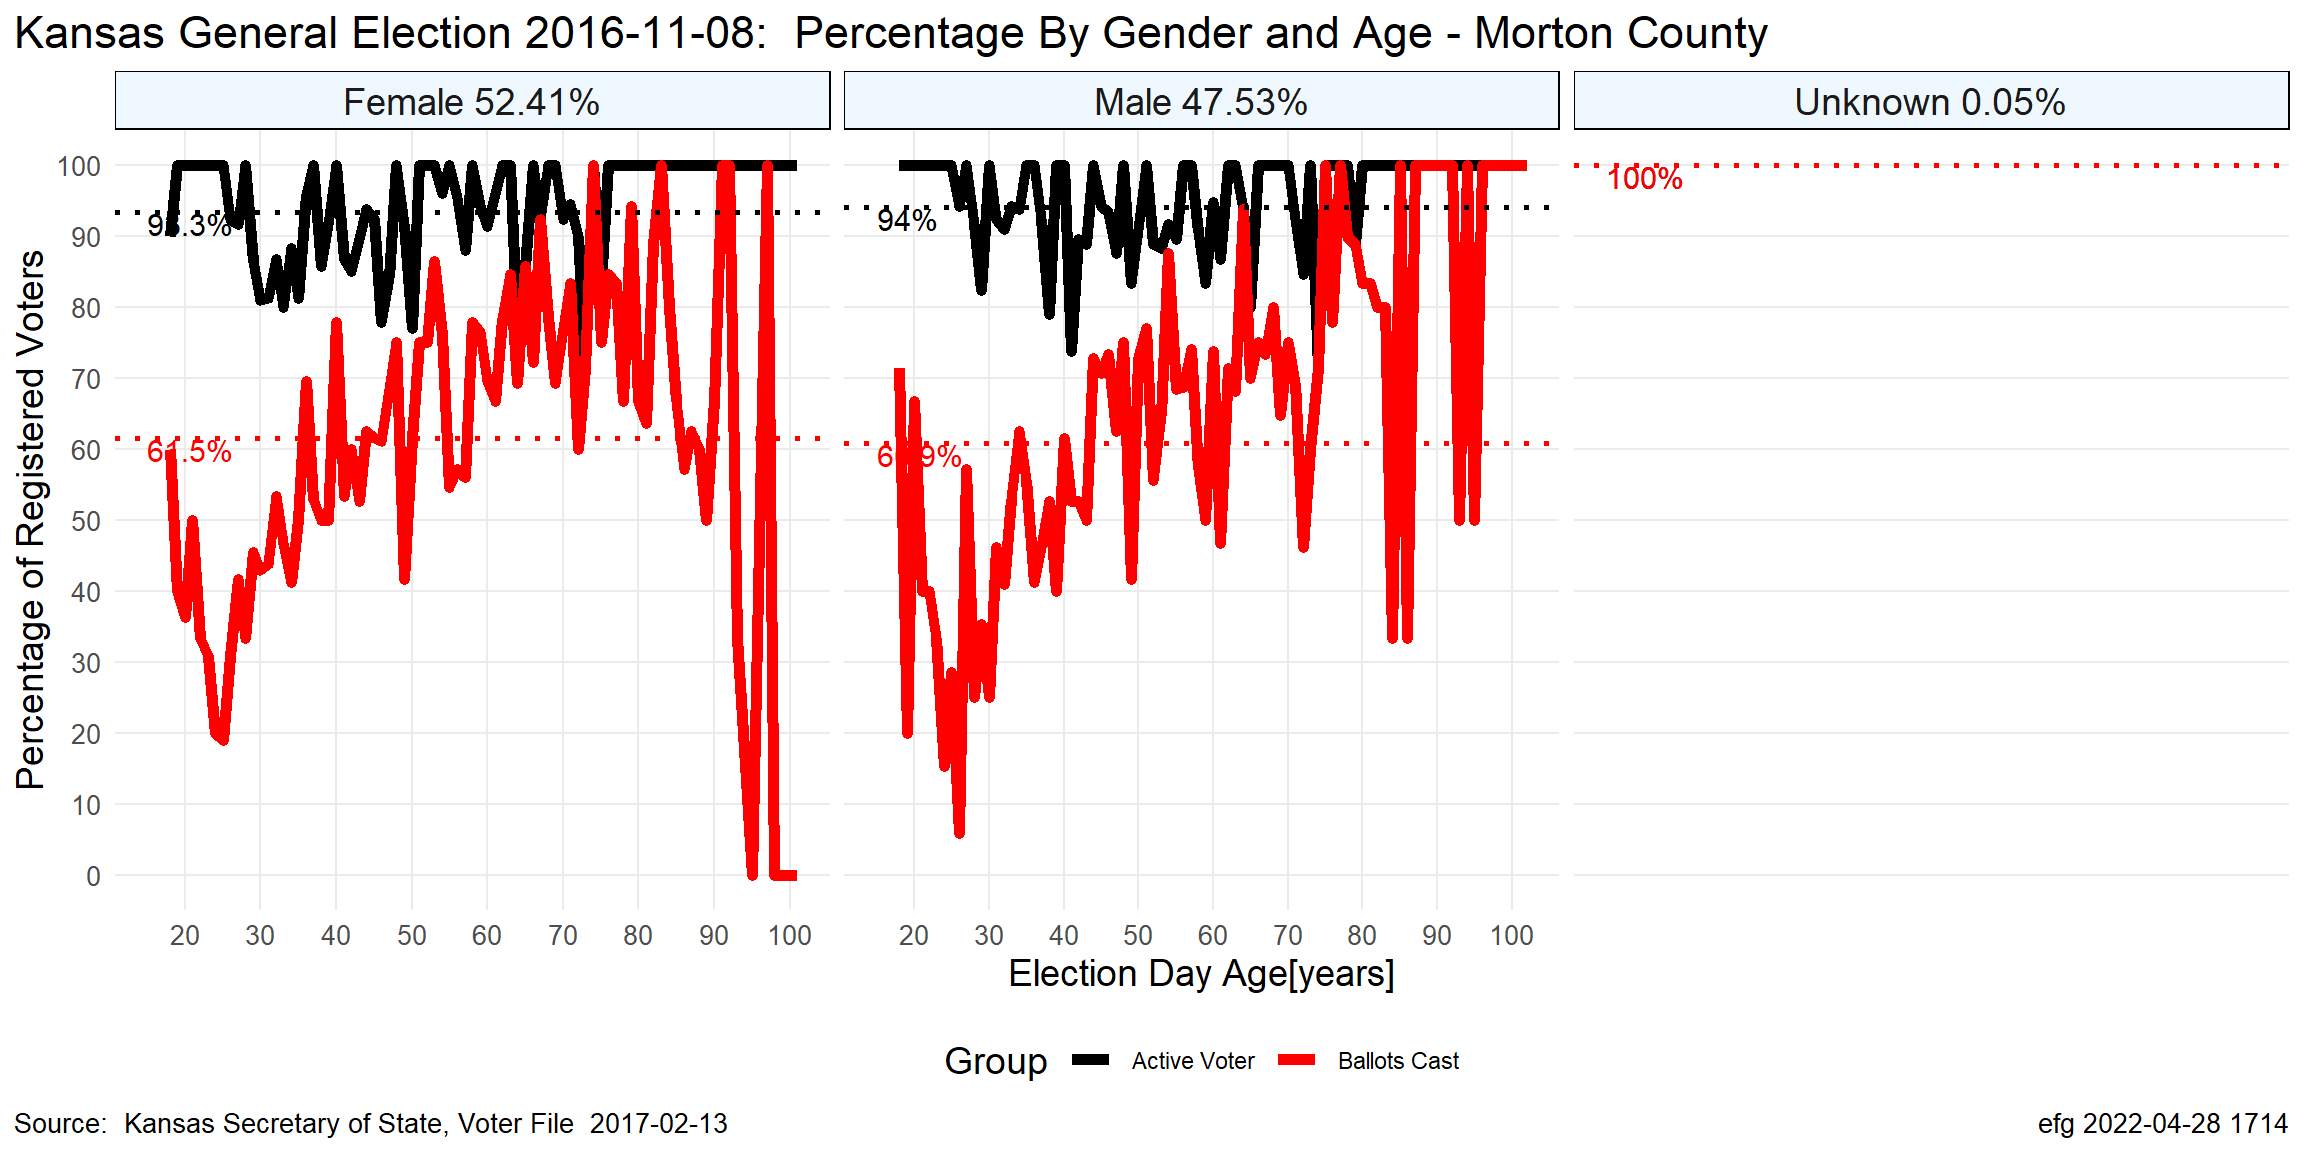 Kansas General Election 2016-11-08:  Percentage By Gender and Age - Morton County
Female 52.41%
Male 47.53%
Unknown 0.05%
Percentage of Registered Voters
100
90
80
70
60
50
40
30
20
10
0
93.3%
61.5%
94%
100%
20 30 40 50 60 70 80 90 100
20 30 40 50 60 70 80 90 100
Election Day Age[years]
Group Active Voter Ballots Cast
Source:  Kansas Secretary of State, Voter File  2017-02-13
efg 2022-04-28 1714